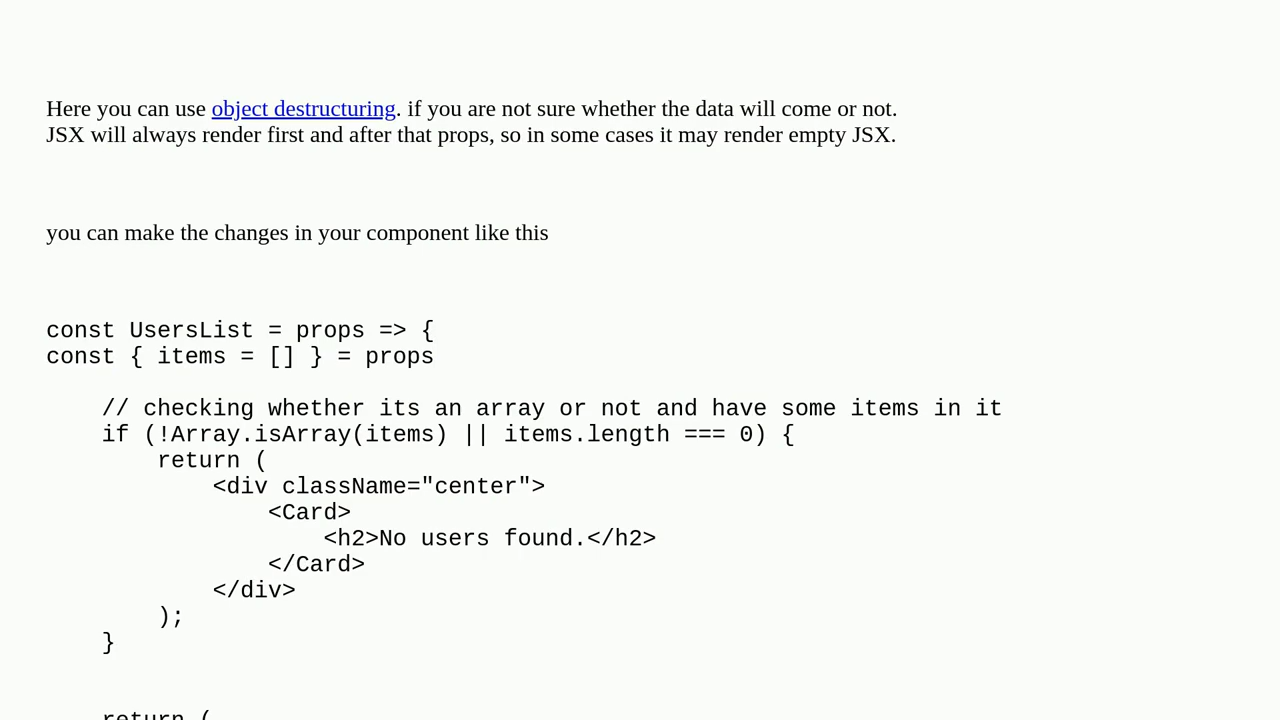 Here you can use object destructuring. if you are not sure whether the data will come or not.
JSX will always render first and after that props, so in some cases it may render empty JSX.
you can make the changes in your component like this
const UsersList = props => {
const { items = [] } = props
    // checking whether its an array or not and have some items in it
    if (!Array.isArray(items) || items.length === 0) {
        return (
            <div className="center">
                <Card>
                    <h2>No users found.</h2>
                </Card>
            </div>
        );
    }
    return (